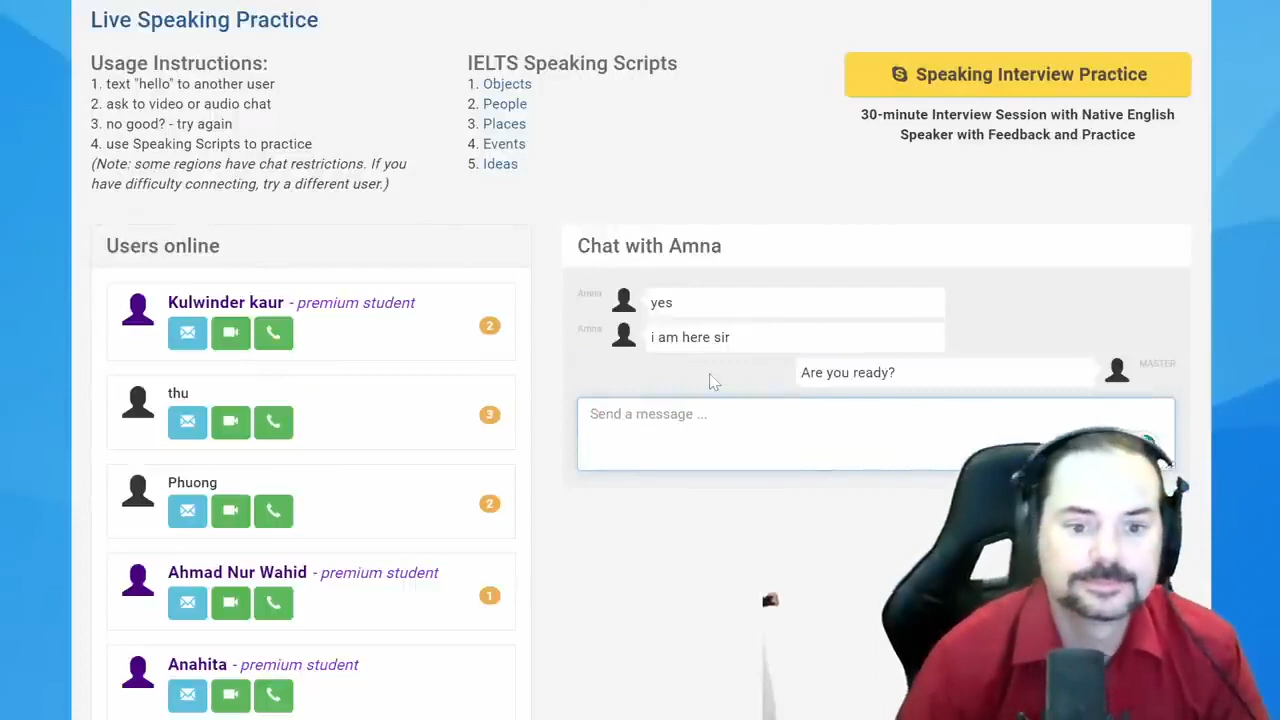 Live Speaking Practice
Usage Instructions:
1. text "hello" to another user
2. ask to video or audio chat
3. no good? - try again
4. use Speaking Scripts to practice
(Note: some regions have chat restrictions. If you
have difficulty connecting, try a different user.)
IELTS Speaking Scripts
1. Objects
2. People
3. Places
4. Events
5. Ideas
Speaking Interview Practice
30-minute Interview Session with Native English
Speaker with Feedback and Practice
Users online
Kulwinder kaur - premium student
2
thu
3
Phuong
2
Ahmad Nur Wahid - premium student
1
Anahita - premium student
Chat with Amna
Amna
yes
Amna
i am here sir
Are you ready?
MASTER
Send a message ...